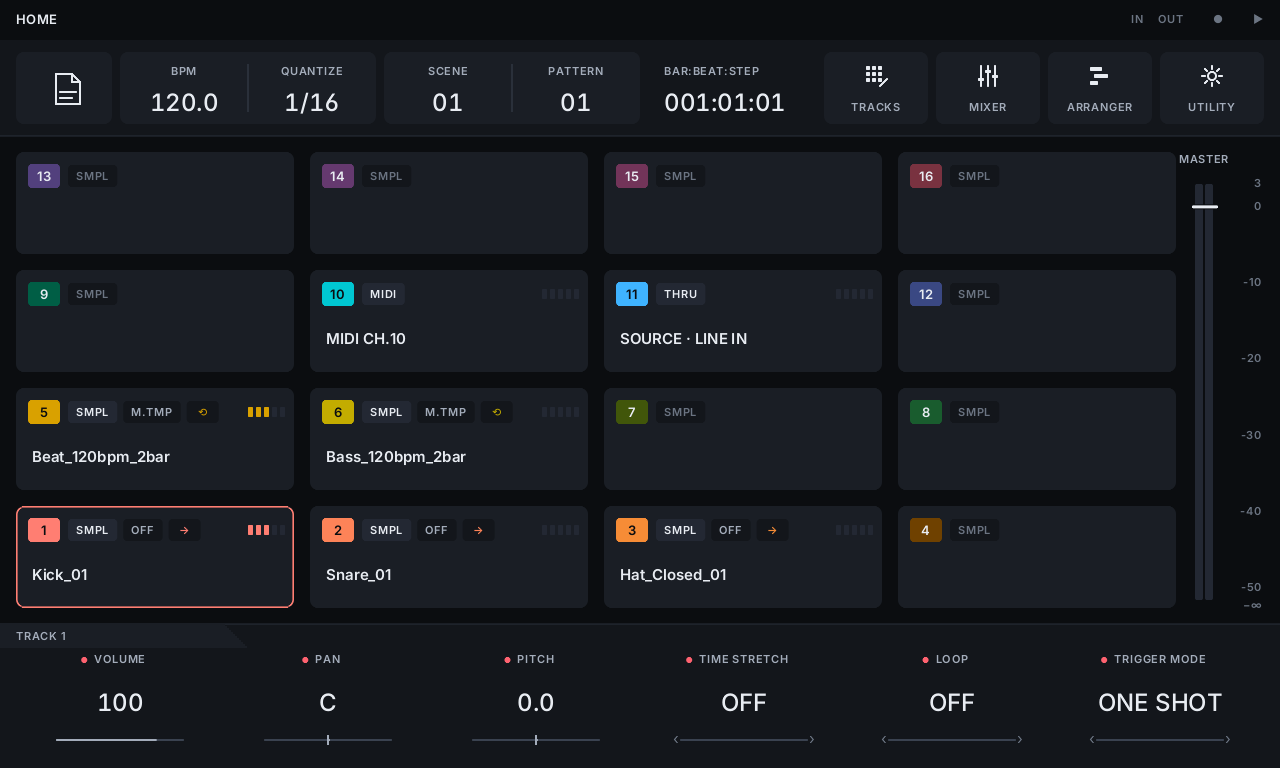 HOME
IN OUT
BPM QUANTIZE SCENE PATTERN BAR:BEAT:STEP
120.0 1/16 01 01 001:01:01
TRACKS MIXER ARRANGER UTILITY
MASTER
13 SMPL 14 SMPL 15 SMPL 16 SMPL
3
0
9 SMPL 10 MIDI 11 THRU 12 SMPL
-10
MIDI CH.10 SOURCE · LINE IN
-20
5 SMPL M.TMP ⟲ 6 SMPL M.TMP ⟲ 7 SMPL 8 SMPL
-30
Beat_120bpm_2bar Bass_120bpm_2bar
-40
1 SMPL OFF → 2 SMPL OFF → 3 SMPL OFF → 4 SMPL
Kick_01 Snare_01 Hat_Closed_01
-50
-∞
TRACK 1
VOLUME PAN PITCH TIME STRETCH LOOP TRIGGER MODE
100 C 0.0 OFF OFF ONE SHOT